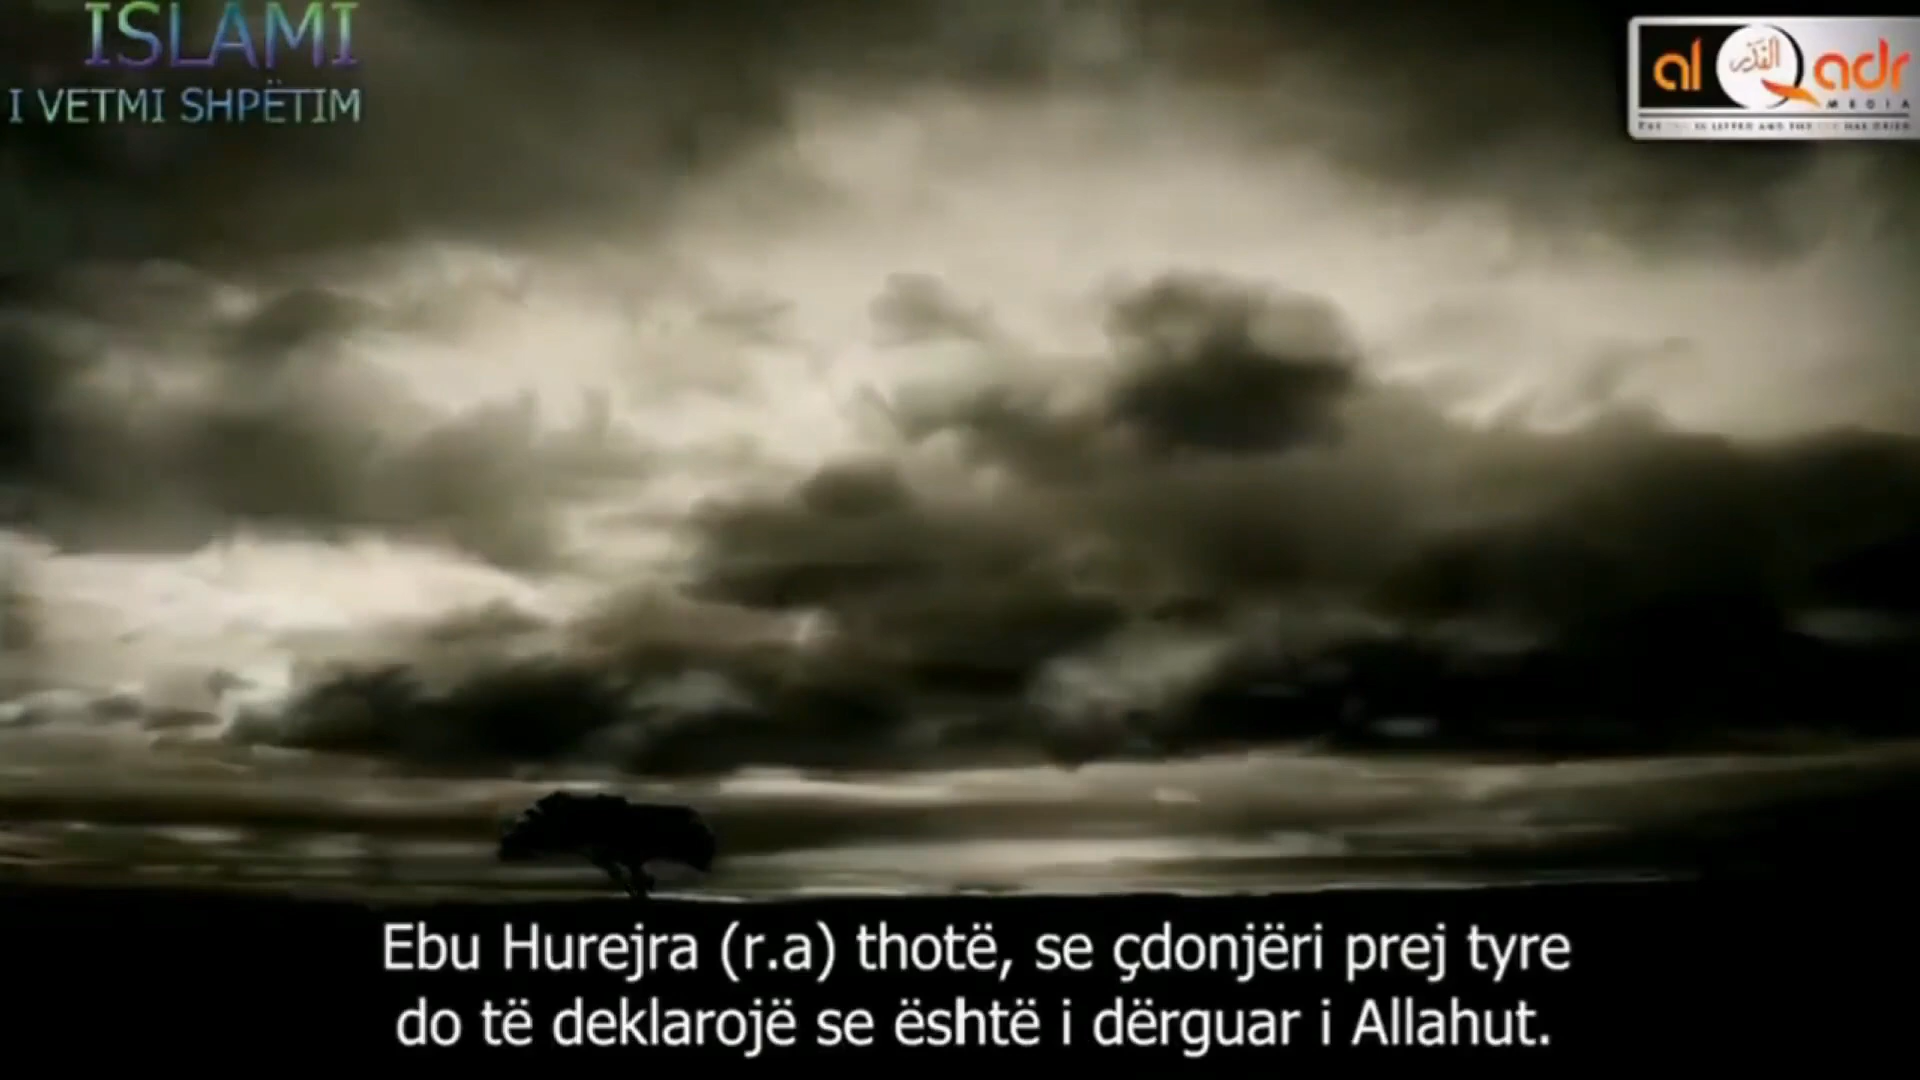 ISLAMI
I VETMI SHPËTIM
al Qadr
القدر
MEDIA
Ebu Hurejra (r.a) thotë, se çdonjëri prej tyre
do të deklarojë se është i dërguar i Allahut.